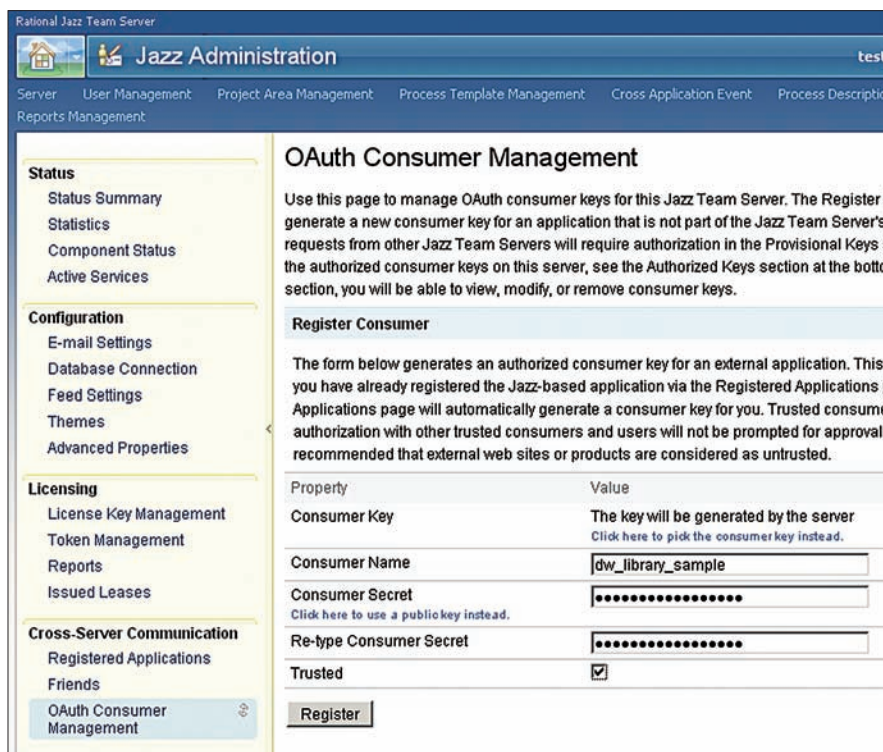 Rational Jazz Team Server
Jazz Administration
test
Server User Management Project Area Management Process Template Management Cross Application Event Process Descriptio
Reports Management
Status
Status Summary
Statistics
Component Status
Active Services
Configuration
E-mail Settings
Database Connection
Feed Settings
Themes
Advanced Properties
Licensing
License Key Management
Token Management
Reports
Issued Leases
Cross-Server Communication
Registered Applications
Friends
OAuth Consumer
Management
OAuth Consumer Management
Use this page to manage OAuth consumer keys for this Jazz Team Server. The Register
generate a new consumer key for an application that is not part of the Jazz Team Server's
requests from other Jazz Team Servers will require authorization in the Provisional Keys
the authorized consumer keys on this server, see the Authorized Keys section at the botto
section, you will be able to view, modify, or remove consumer keys.
Register Consumer
The form below generates an authorized consumer key for an external application. This
you have already registered the Jazz-based application via the Registered Applications
Applications page will automatically generate a consumer key for you. Trusted consume
authorization with other trusted consumers and users will not be prompted for approval
recommended that external web sites or products are considered as untrusted.
Property Value
Consumer Key The key will be generated by the server
Click here to pick the consumer key instead.
Consumer Name dw_library_sample
Consumer Secret •••••••••••••••••
Click here to use a public key instead.
Re-type Consumer Secret •••••••••••••••••
Trusted
Register